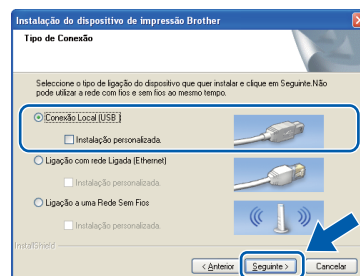 Instalação do dispositivo de impressão Brother
Tipo de Conexão
Seleccione o tipo de ligação do dispositivo que quer instalar e clique em Seguinte.Não
pode utilizar a rede com fios e sem fios ao mesmo tempo.
Conexão Local (USB)
Instalação personalizada.
Ligação com rede Ligada (Ethernet)
Instalação personalizada.
Ligação a uma Rede Sem Fios
Instalação personalizada.
InstallShield
< Anterior Seguinte > Cancelar